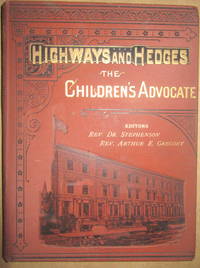 HIGHWAYS AND HEDGES
THE
CHILDREN'S ADVOCATE
EDITORS
REV. DR. STEPHENSON
REV. ARTHUR E. GREGORY